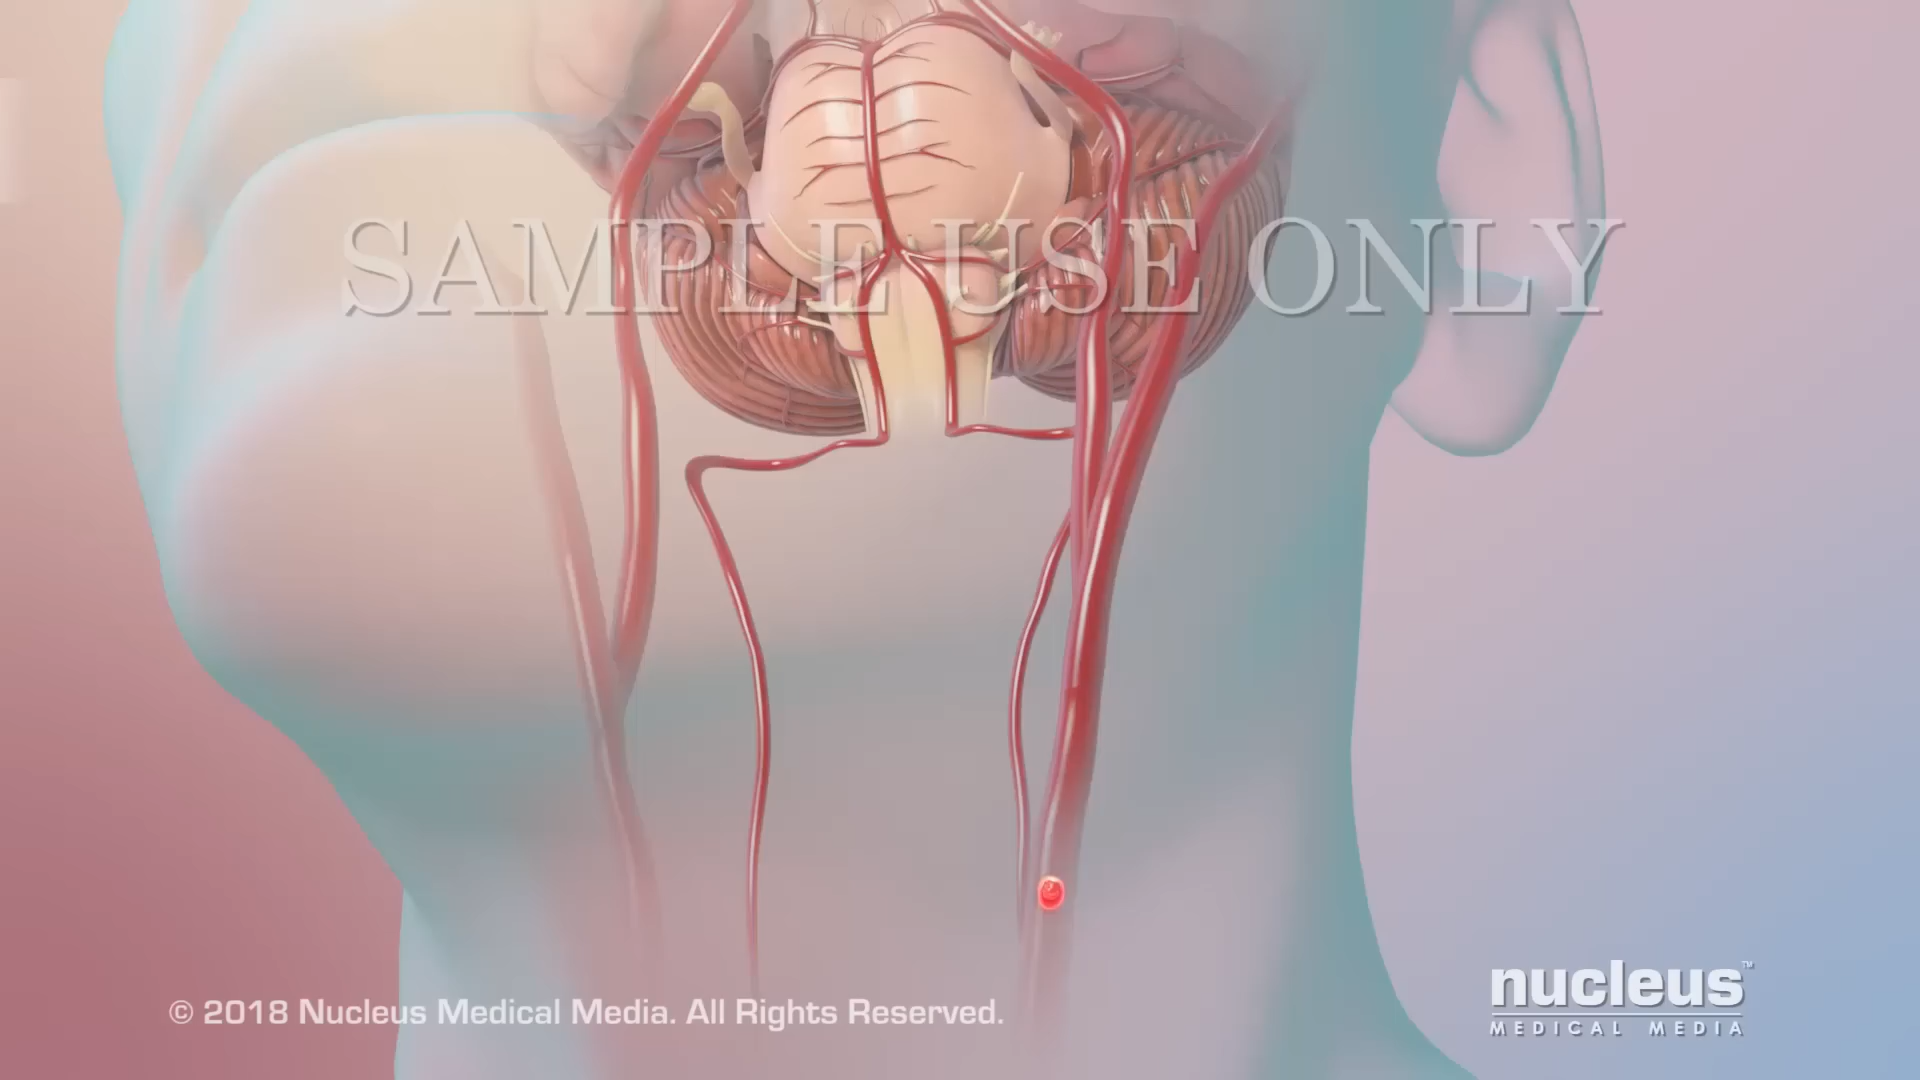 SAMPLE USE ONLY
© 2018 Nucleus Medical Media. All Rights Reserved.
nucleus™
MEDICAL MEDIA